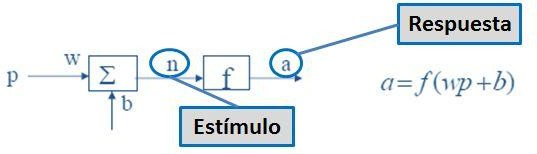 Respuesta
p
w
Σ
b
n
f
a
a=f(wp+b)
Estímulo